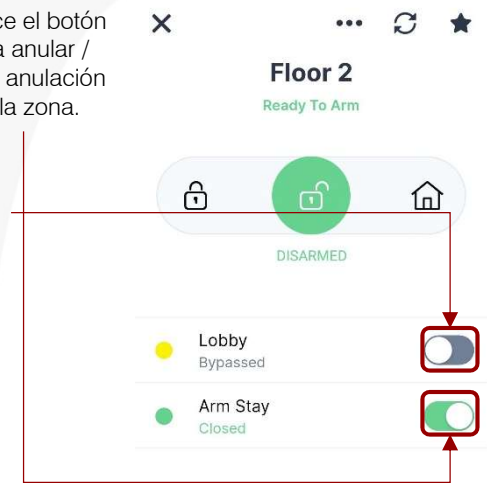 ce el botón
a anular /
anulación
la zona.
Floor 2
Ready To Arm
DISARMED
Lobby
Bypassed
Arm Stay
Closed